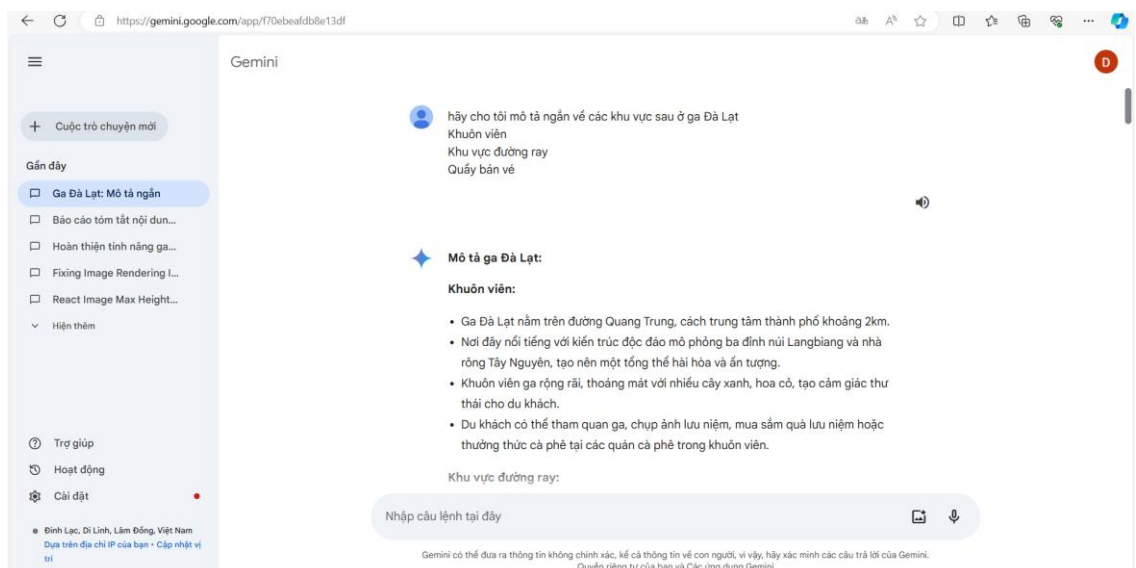 https://gemini.google.com/app/f70ebeafdb8e13df
Gemini
D
Cuộc trò chuyện mới
Gần đây
Ga Đà Lạt: Mô tả ngắn
Báo cáo tóm tắt nội dun...
Hoàn thiện tính năng ga...
Fixing Image Rendering I...
React Image Max Height...
Hiện thêm
Trợ giúp
Hoạt động
Cài đặt
Đinh Lạc, Di Linh, Lâm Đồng, Việt Nam
Dựa trên địa chỉ IP của bạn • Cập nhật vị
trí
hãy cho tôi mô tả ngắn về các khu vực sau ở ga Đà Lạt
Khuôn viên
Khu vực đường ray
Quầy bán vé
Mô tả ga Đà Lạt:
Khuôn viên:
• Ga Đà Lạt nằm trên đường Quang Trung, cách trung tâm thành phố khoảng 2km.
• Nơi đây nổi tiếng với kiến trúc độc đáo mô phỏng ba đỉnh núi Langbiang và nhà
rông Tây Nguyên, tạo nên một tổng thể hài hòa và ấn tượng.
• Khuôn viên ga rộng rãi, thoáng mát với nhiều cây xanh, hoa cỏ, tạo cảm giác thư
thái cho du khách.
• Du khách có thể tham quan ga, chụp ảnh lưu niệm, mua sắm quà lưu niệm hoặc
thưởng thức cà phê tại các quán cà phê trong khuôn viên.
Khu vực đường ray:
Nhập câu lệnh tại đây
Gemini có thể đưa ra thông tin không chính xác, kể cả thông tin về con người, vì vậy, hãy xác minh các câu trả lời của Gemini.
Quyền riêng tư của bạn và Các ứng dụng Gemini